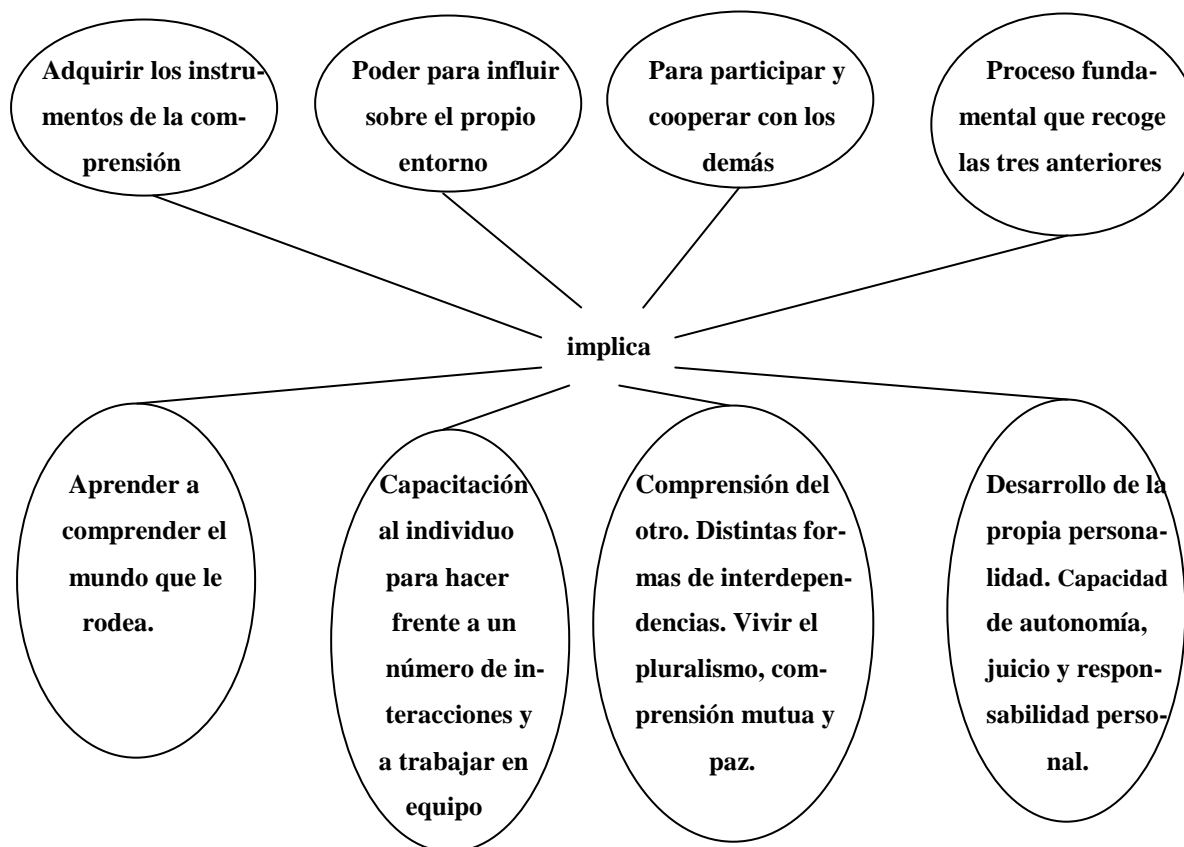 Adquirir los instru-
mentos de la com-
prensión
Poder para influir
sobre el propio
entorno
Para participar y
cooperar con los
demás
Proceso funda-
mental que recoge
las tres anteriores
implica
Aprender a
comprender el
mundo que le
rodea.
Capacitación
al individuo
para hacer
frente a un
número de in-
teracciones y
a trabajar en
equipo
Comprensión del
otro. Distintas for-
mas de interdepen-
dencias. Vivir el
pluralismo, com-
prensión mutua y
paz.
Desarrollo de la
propia persona-
lidad. Capacidad
de autonomía,
juicio y respon-
sabilidad perso-
nal.